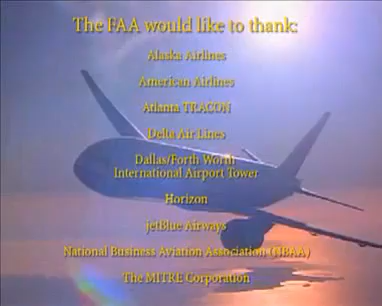 The FAA would like to thank:
Alaska Airlines
American Airlines
Atlanta TRACON
Delta Air Lines
Dallas/Forth Worth
International Airport Tower
Horizon
jetBlue Airways
National Business Aviation Association (NBAA)
The MITRE Corporation